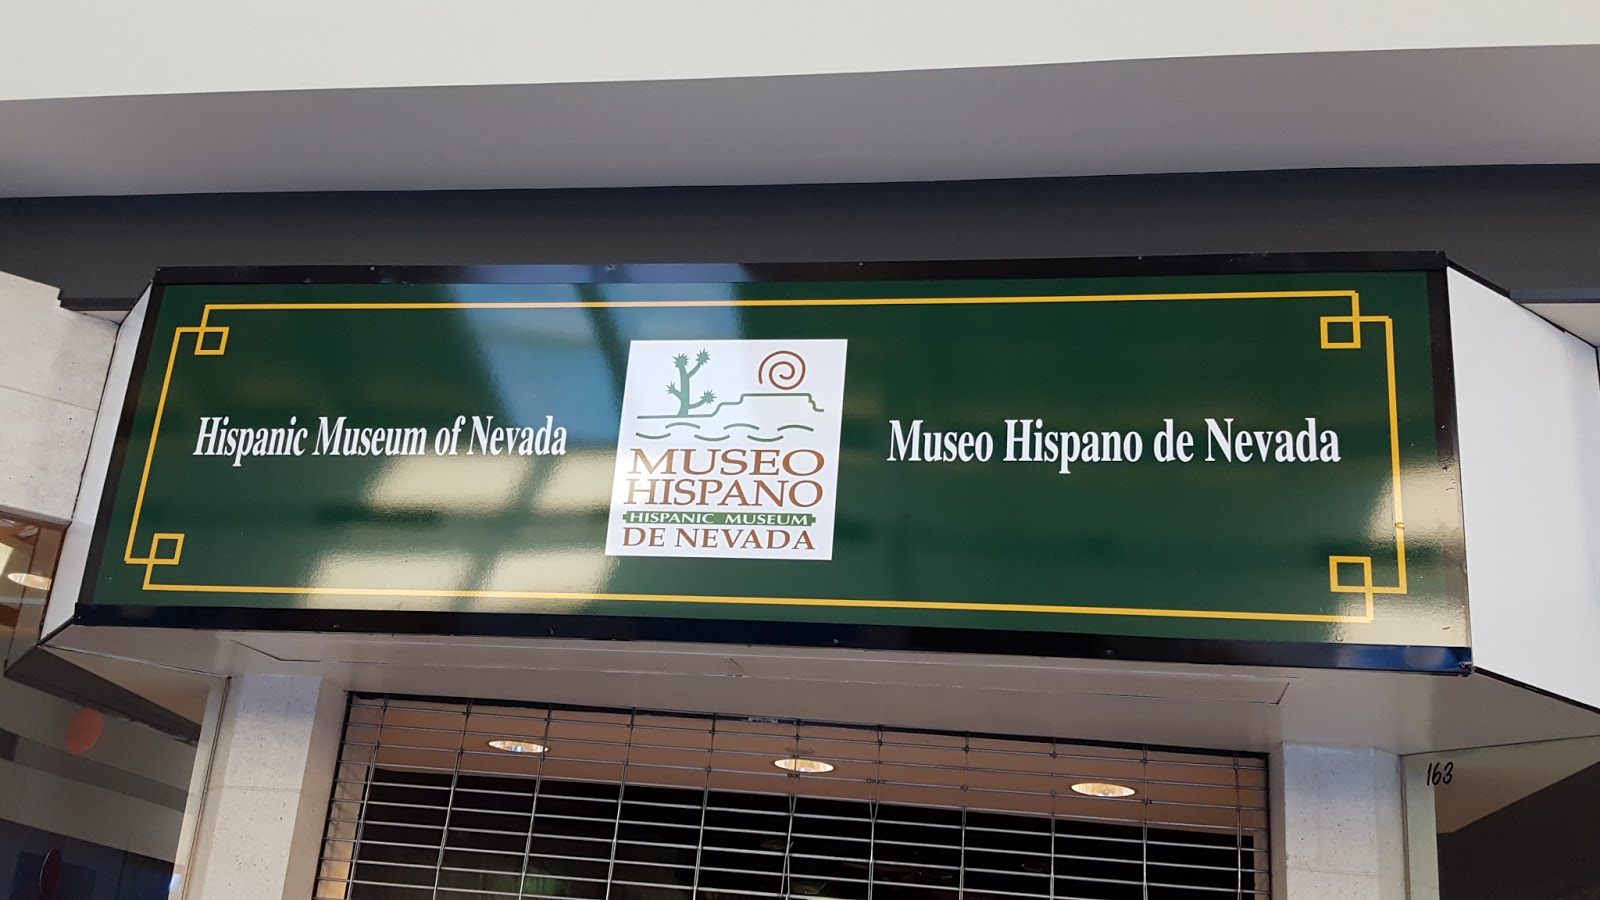 Hispanic Museum of Nevada
MUSEO
HISPANO
HISPANIC MUSEUM
DE NEVADA
Museo Hispano de Nevada
163